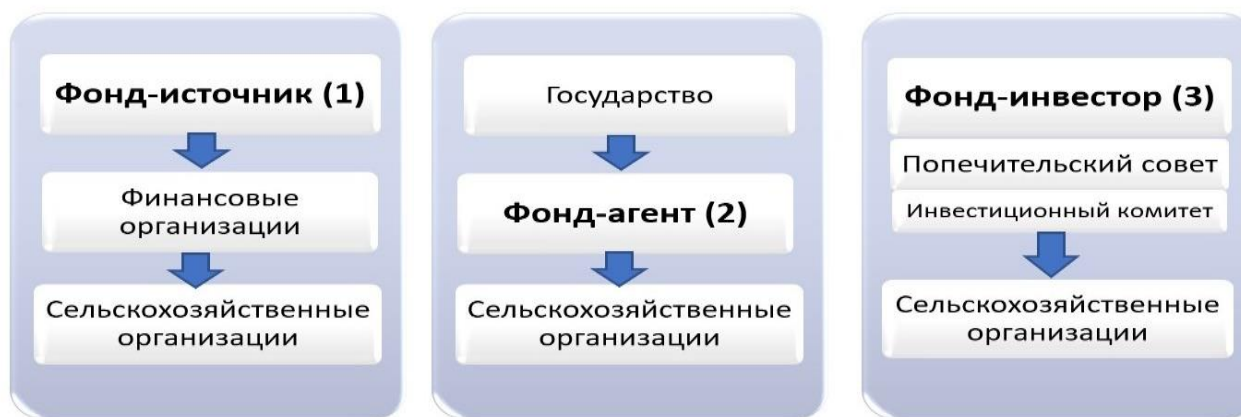 Фонд-источник (1)
Финансовые
организации
Сельскохозяйственные
организации
Государство
Фонд-агент (2)
Сельскохозяйственные
организации
Фонд-инвестор (3)
Попечительский совет
Инвестиционный комитет
Сельскохозяйственные
организации